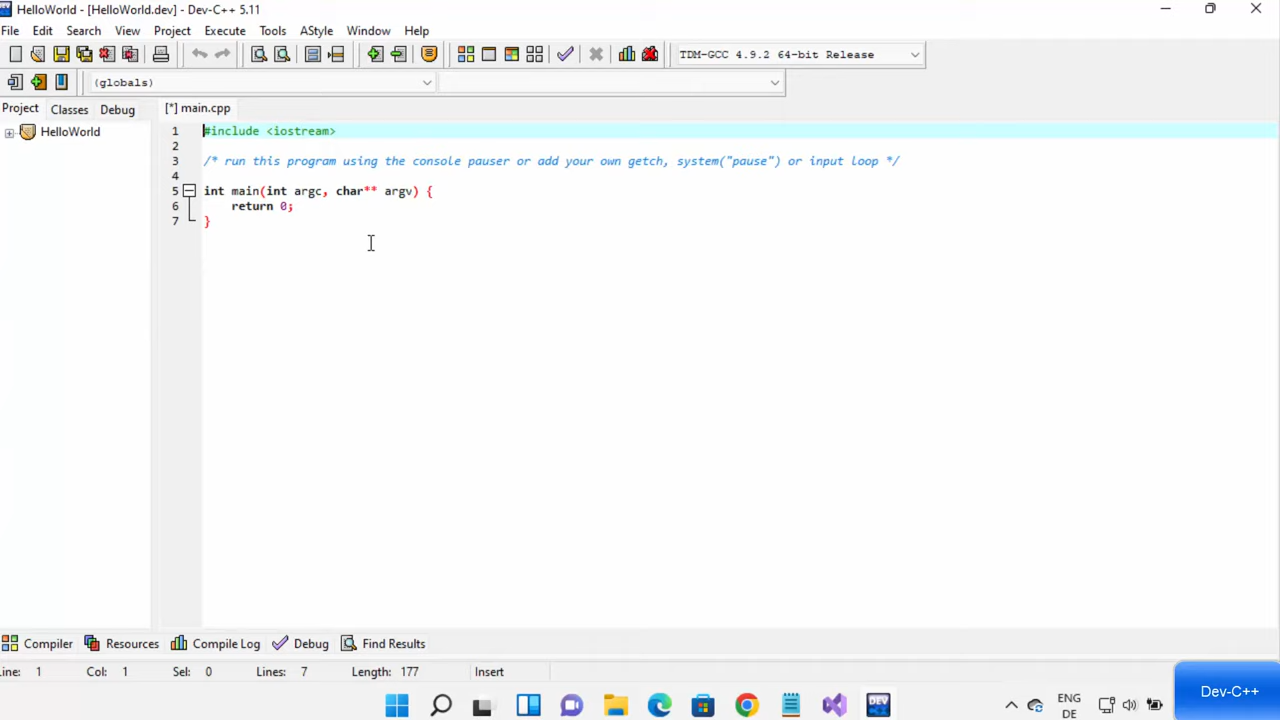 HelloWorld - [HelloWorld.dev] - Dev-C++ 5.11
File Edit Search View Project Execute Tools AStyle Window Help
TDM-GCC 4.9.2 64-bit Release
(globals)
Project Classes Debug [*] main.cpp
HelloWorld
1 #include <iostream>
2
3 /* run this program using the console pauser or add your own getch, system("pause") or input loop */
4
5 int main(int argc, char** argv) {
6 return 0;
7 }
Compiler Resources Compile Log Debug Find Results
Line: 1 Col: 1 Sel: 0 Lines: 7 Length: 177 Insert
DEV
ENG
DE
Dev-C++